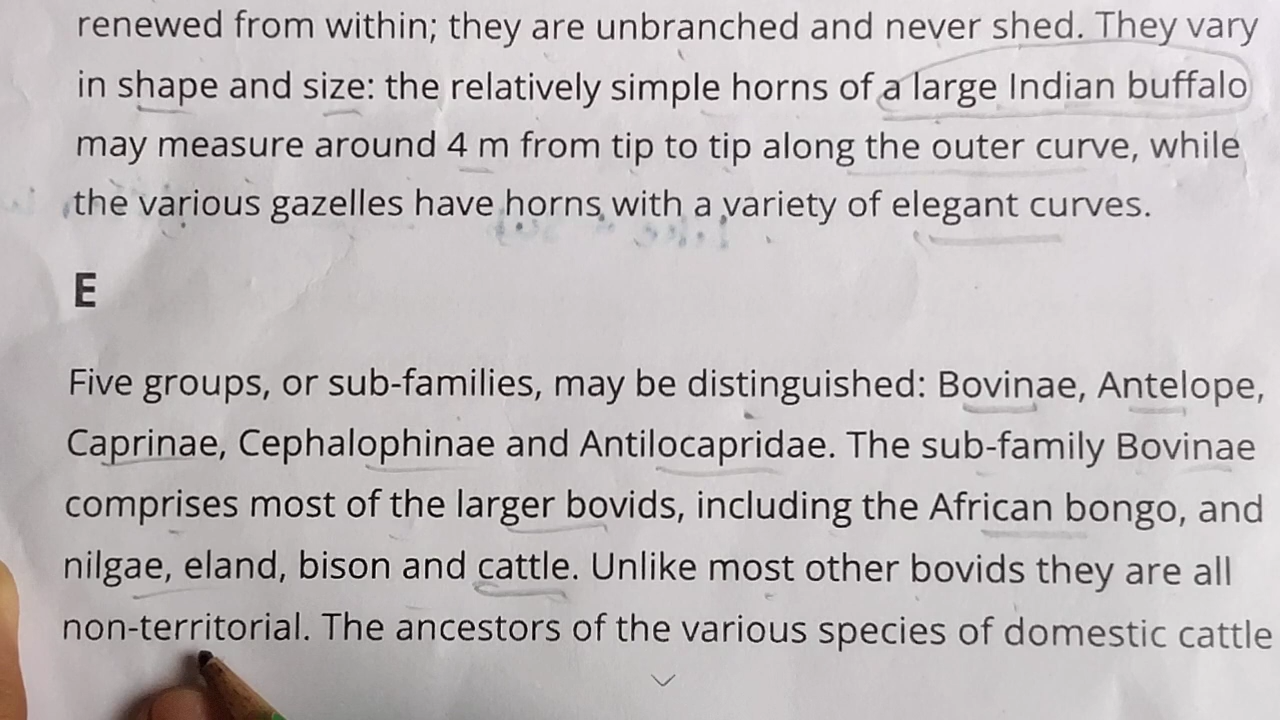 renewed from within; they are unbranched and never shed. They vary
in shape and size: the relatively simple horns of a large Indian buffalo
may measure around 4 m from tip to tip along the outer curve, while
the various gazelles have horns with a variety of elegant curves.
E
Five groups, or sub-families, may be distinguished: Bovinae, Antelope,
Caprinae, Cephalophinae and Antilocapridae. The sub-family Bovinae
comprises most of the larger bovids, including the African bongo, and
nilgae, eland, bison and cattle. Unlike most other bovids they are all
non-territorial. The ancestors of the various species of domestic cattle